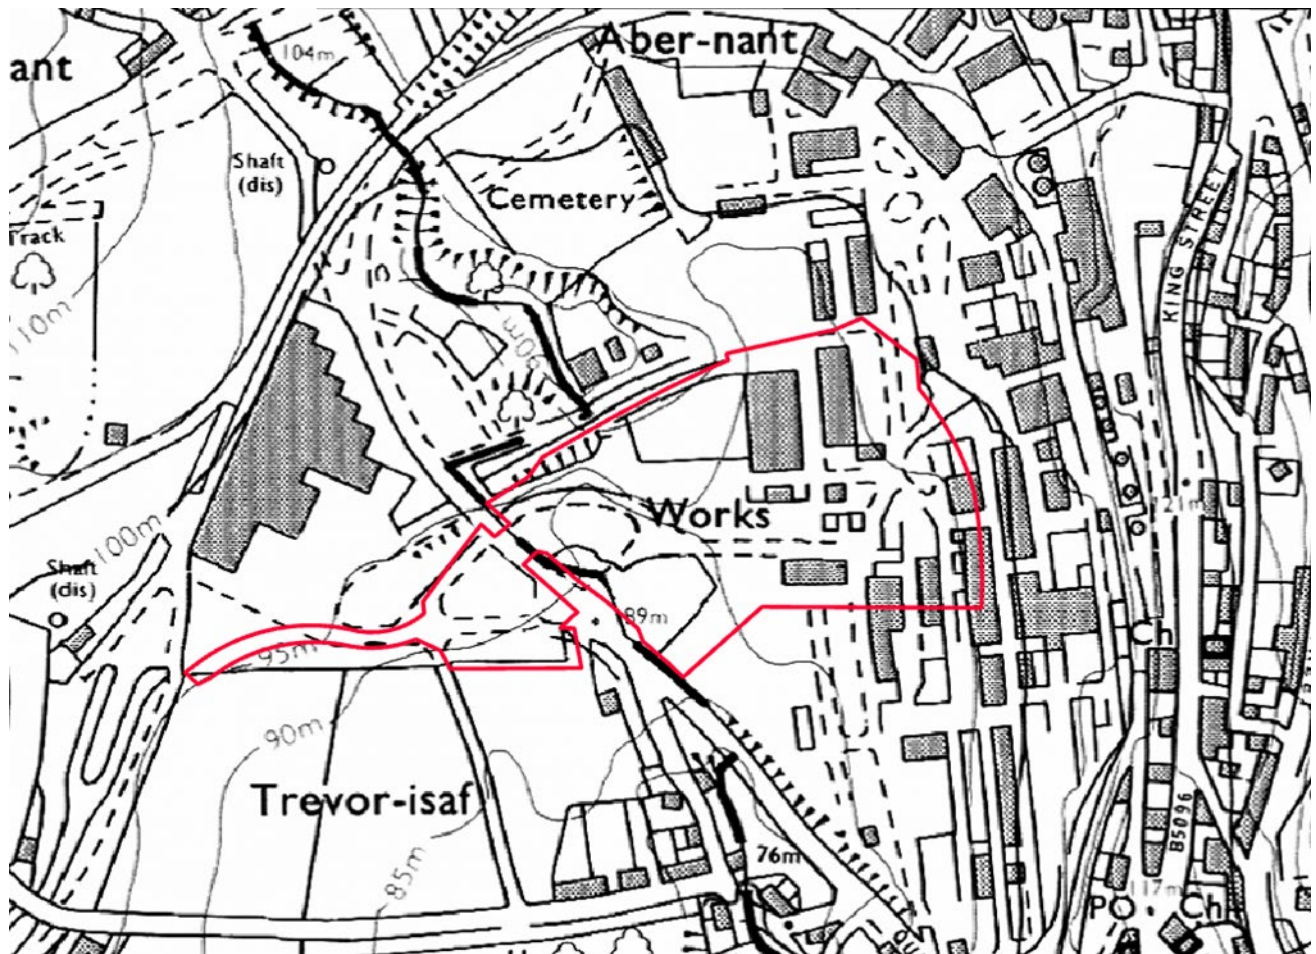 Aber-nant
104m
ant
Shaft
(dis)
Cemetery
KING STREET
Track
110m
90m
Works
121m
100m
Shaft
(dis)
89m
Ch
95m
90m
Trevor-isaf
85m
76m
B5096
117m
PO
Ch